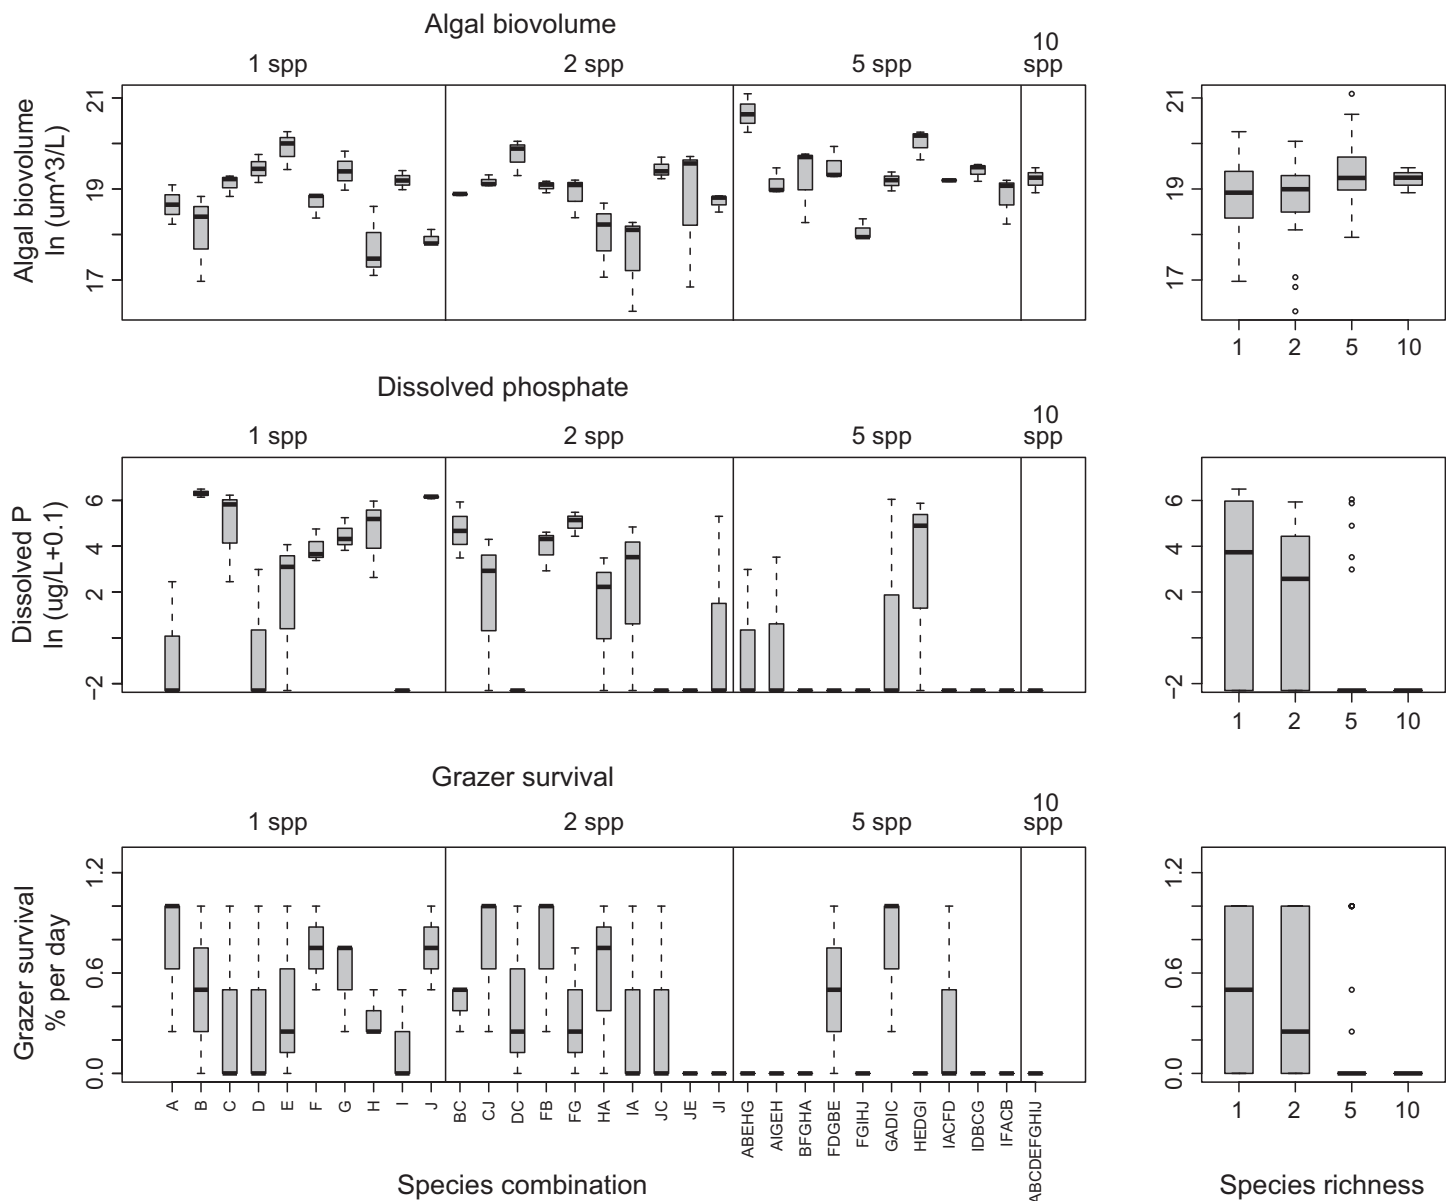 Algal biovolume
1 spp
2 spp
5 spp
10
spp
Algal biovolume
ln (um^3/L)
21
19
17
21
19
17
1
2
5
10
Dissolved phosphate
1 spp
2 spp
5 spp
10
spp
Dissolved P
ln (ug/L+0.1)
6
4
2
−2
6
4
2
−2
1
2
5
10
Grazer survival
1 spp
2 spp
5 spp
10
spp
Grazer survival
% per day
1.2
0.6
0.0
1.2
0.6
0.0
A
B
C
D
E
F
G
H
I
J
BC
CJ
DC
FB
FG
HA
IA
JC
JE
JI
ABEHG
AIGEH
BFGHA
FDGBE
FGIHJ
GADIC
HEDGI
IACFD
IDBCG
IFACB
ABCDEFGHIJ
1
2
5
10
Species combination
Species richness